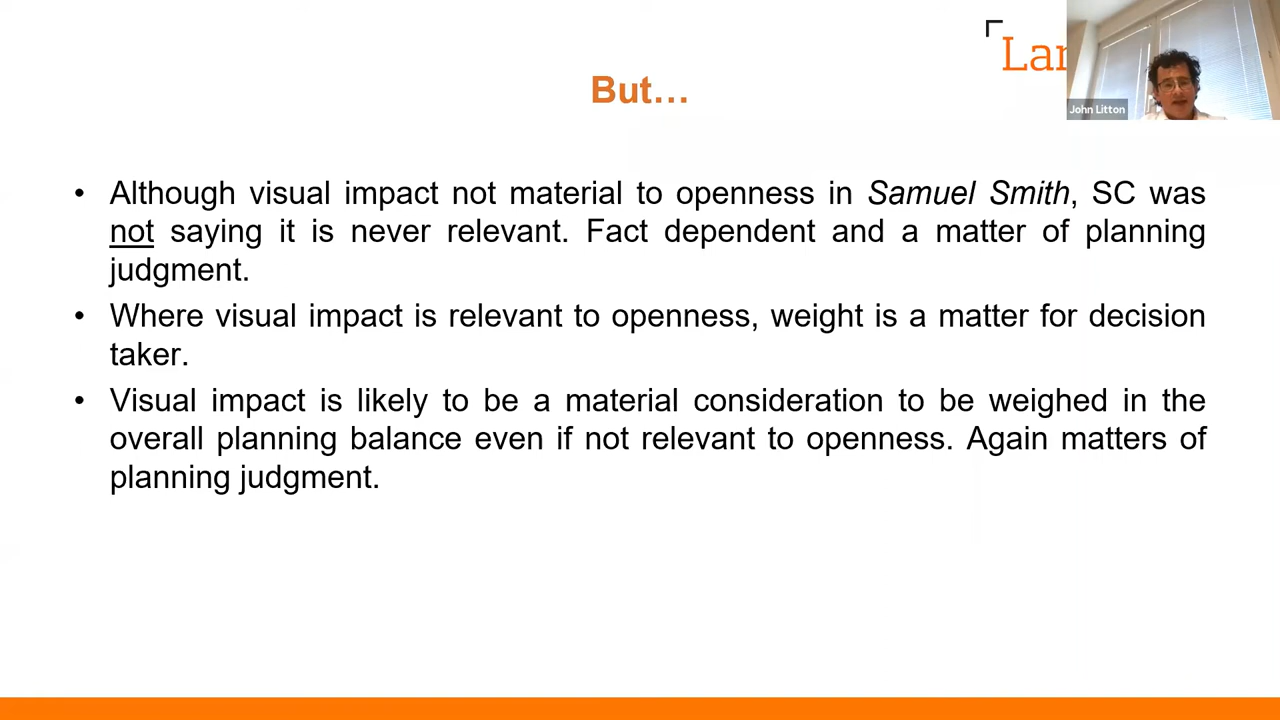 Lan
But…
John Litton
• Although visual impact not material to openness in Samuel Smith, SC was
not saying it is never relevant. Fact dependent and a matter of planning
judgment.
• Where visual impact is relevant to openness, weight is a matter for decision
taker.
• Visual impact is likely to be a material consideration to be weighed in the
overall planning balance even if not relevant to openness. Again matters of
planning judgment.